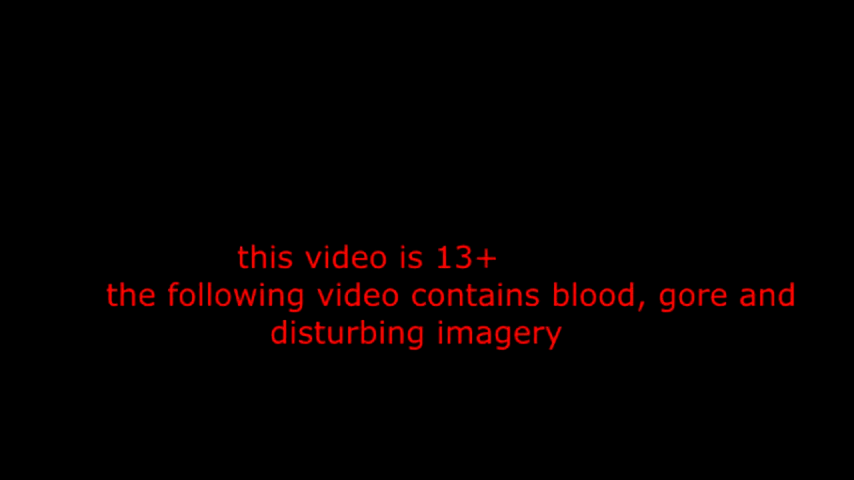 this video is 13+
the following video contains blood, gore and
disturbing imagery